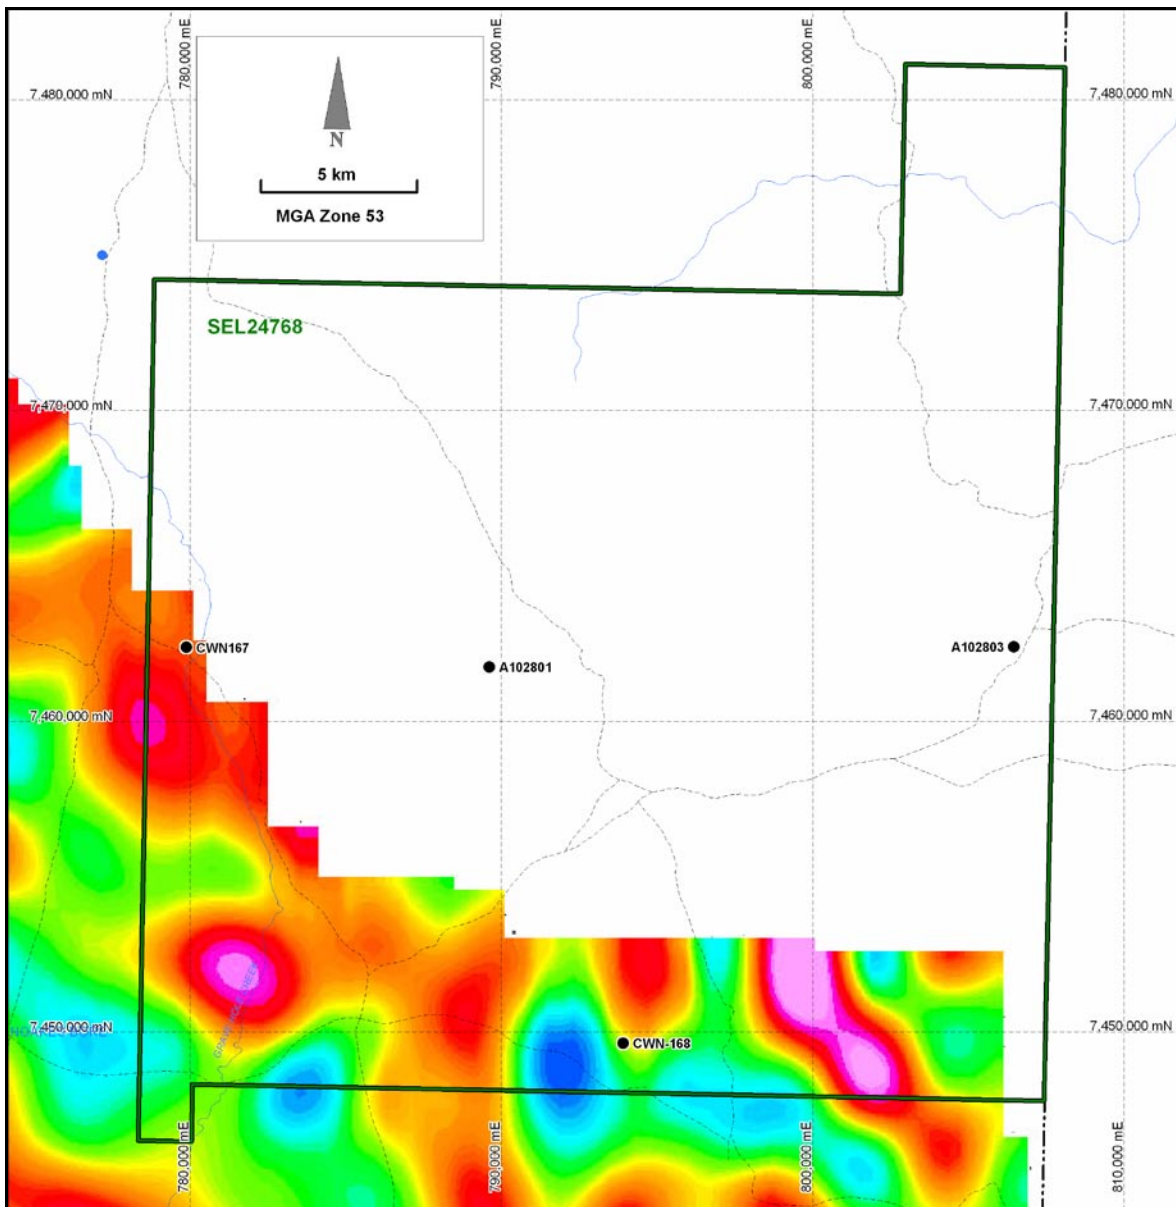 780,000 mE
790,000 mE
800,000 mE
7,480,000 mN
7,480,000 mN
N
5 km
MGA Zone 53
SEL24768
7,470,000 mN
7,470,000 mN
CWN167
A102801
A102803
7,460,000 mN
7,460,000 mN
7,450,000 mN
7,450,000 mN
CWN-168
780,000 mE
790,000 mE
800,000 mE
810,000 mE